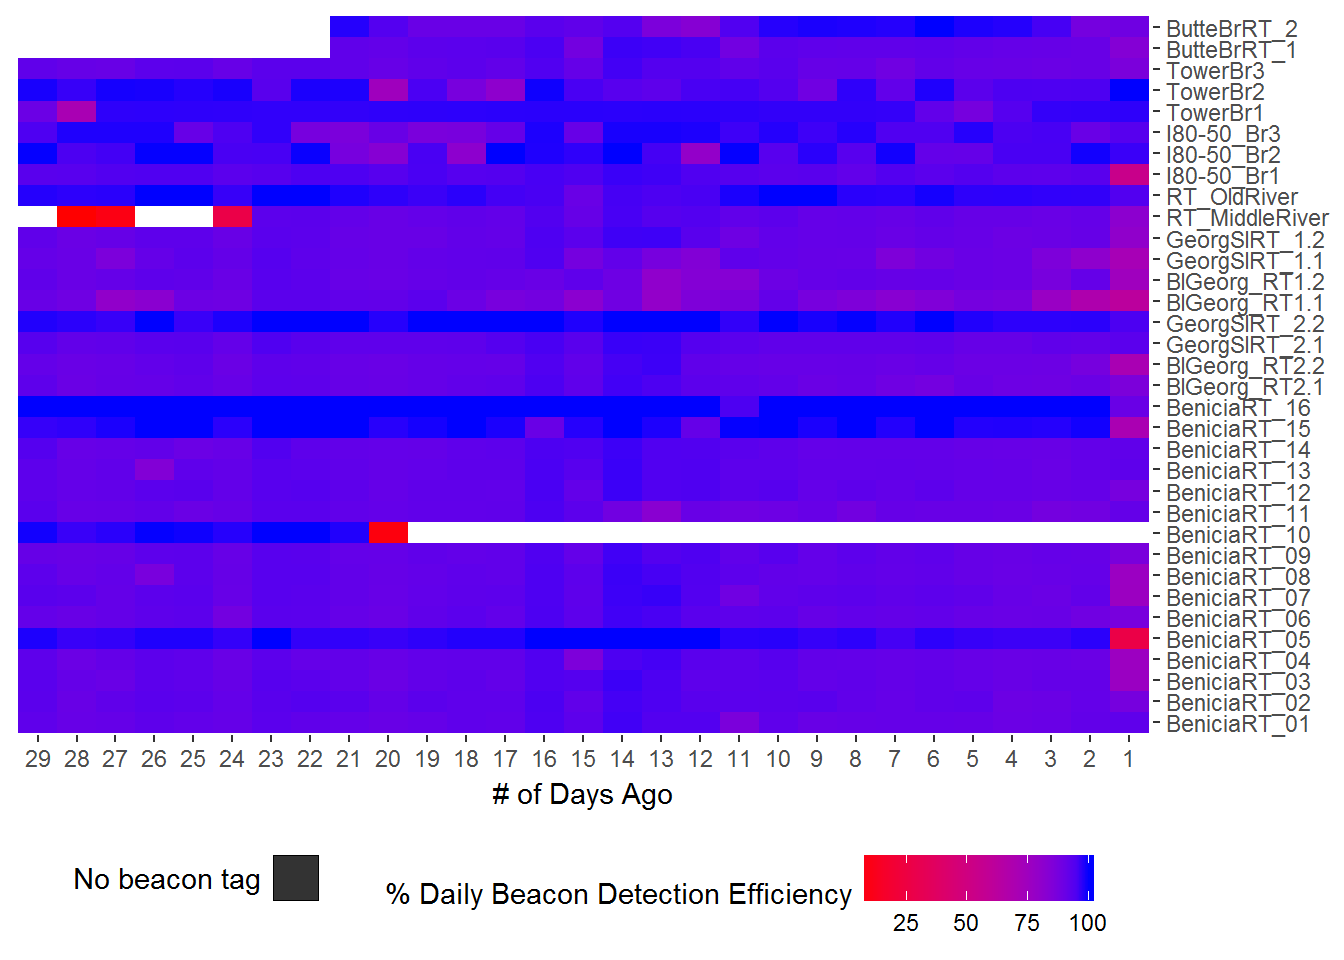 ButteBrRT_2
ButteBrRT_1
TowerBr3
TowerBr2
TowerBr1
I80-50_Br3
I80-50_Br2
I80-50_Br1
RT_OldRiver
RT_MiddleRiver
GeorgSlRT_1.2
GeorgSlRT_1.1
BlGeorg_RT1.2
BlGeorg_RT1.1
GeorgSlRT_2.2
GeorgSlRT_2.1
BlGeorg_RT2.2
BlGeorg_RT2.1
BeniciaRT_16
BeniciaRT_15
BeniciaRT_14
BeniciaRT_13
BeniciaRT_12
BeniciaRT_11
BeniciaRT_10
BeniciaRT_09
BeniciaRT_08
BeniciaRT_07
BeniciaRT_06
BeniciaRT_05
BeniciaRT_04
BeniciaRT_03
BeniciaRT_02
BeniciaRT_01
29 28 27 26 25 24 23 22 21 20 19 18 17 16 15 14 13 12 11 10 9 8 7 6 5 4 3 2 1
# of Days Ago
No beacon tag
% Daily Beacon Detection Efficiency
25 50 75 100